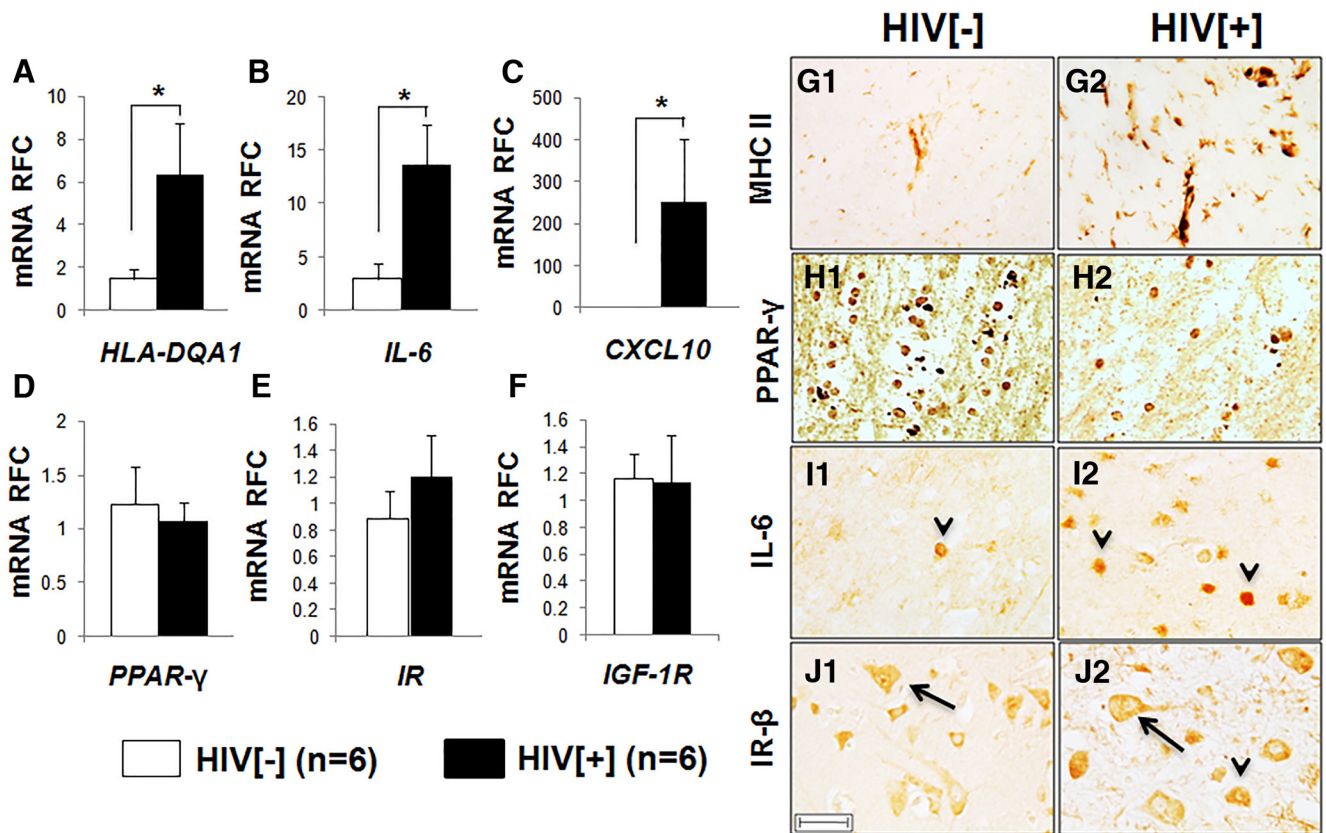 HIV[-] HIV[+]
A B C
* * *
mRNA RFC
10
8
6
4
2
0
HLA-DQA1
mRNA RFC
20
15
10
5
0
IL-6
mRNA RFC
500
400
300
200
100
0
CXCL10
D E F
mRNA RFC
2
1.5
1
0.5
0
PPAR-γ
mRNA RFC
1.6
1.4
1.2
1
0.8
0.6
0.4
0.2
0
IR
mRNA RFC
1.6
1.4
1.2
1
0.8
0.6
0.4
0.2
0
IGF-1R
HIV[-] (n=6) HIV[+] (n=6)
MHC II
G1 G2
PPAR-γ
H1 H2
IL-6
I1 I2
IR-β
J1 J2